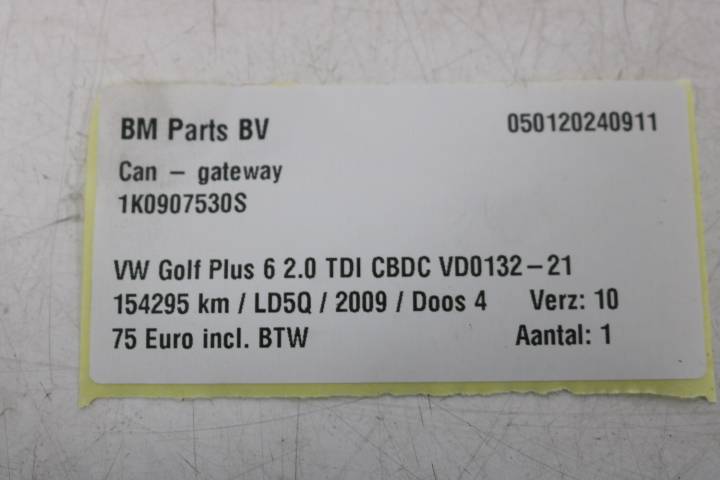 BM Parts BV 050120240911
Can – gateway
1K0907530S
VW Golf Plus 6 2.0 TDI CBDC VD0132–21
154295 km / LD5Q / 2009 / Doos 4 Verz: 10
75 Euro incl. BTW Aantal: 1